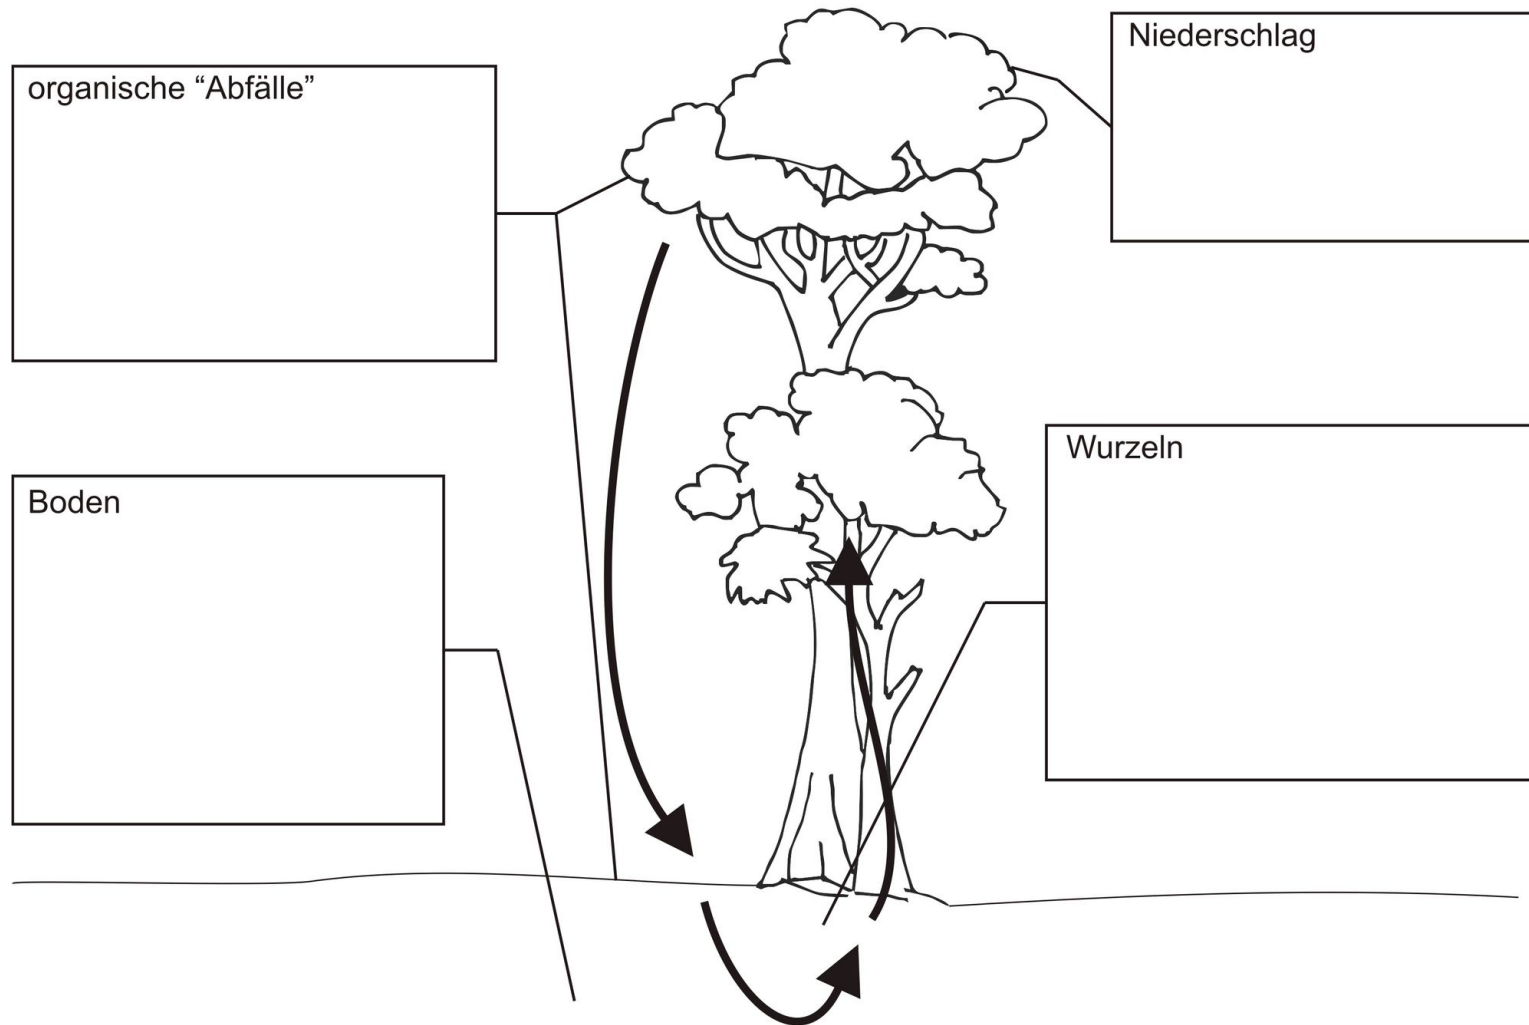 organische “Abfälle”
Niederschlag
Boden
Wurzeln